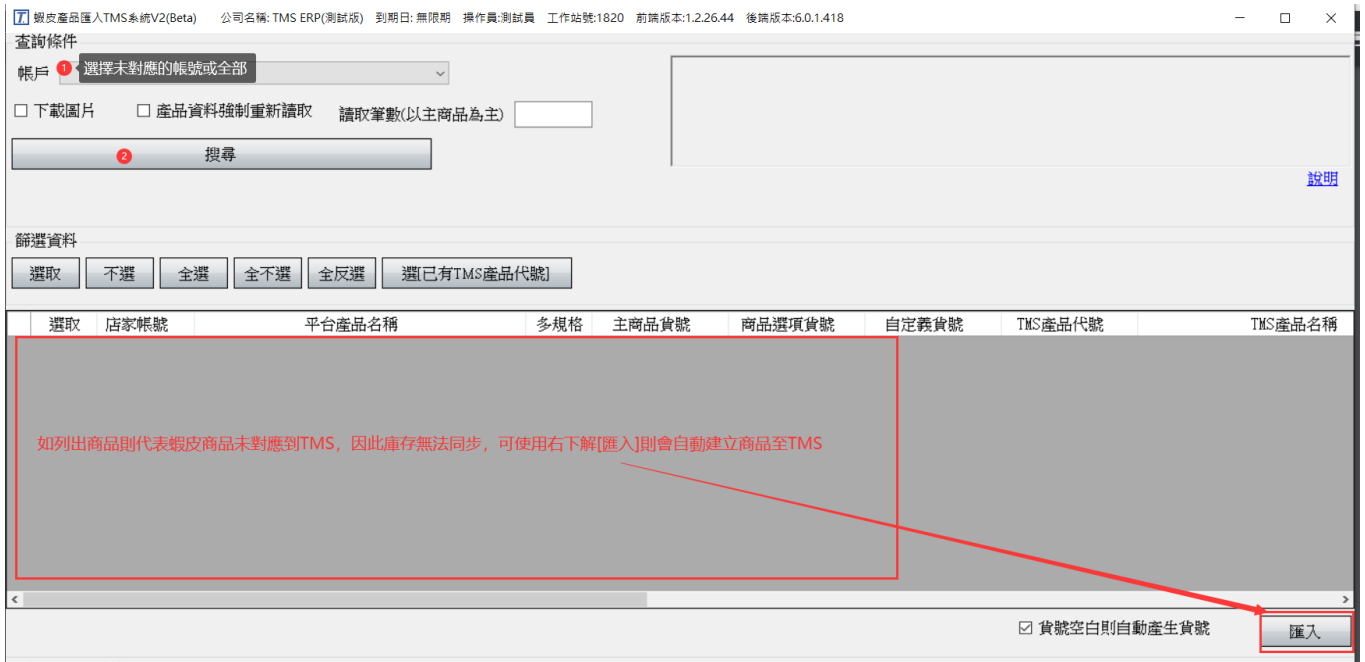 蝦皮產品匯入TMS系統V2(Beta) 公司名稱: TMS ERP(測試版) 到期日: 無限期 操作員:測試員 工作站號:1820 前端版本:1.2.26.44 後端版本:6.0.1.418
查詢條件
帳戶 1 選擇未對應的帳號或全部
下載圖片 產品資料強制重新讀取 讀取筆數(以主商品為主)
2 搜尋
說明
篩選資料
選取 不選 全選 全不選 全反選 選[已有TMS產品代號]
選取 店家帳號 平台產品名稱 多規格 主商品貨號 商品選項貨號 自定義貨號 TMS產品代號 TMS產品名稱
如列出商品則代表蝦皮商品未對應到TMS，因此庫存無法同步，可使用右下解[匯入]則會自動建立商品至TMS
貨號空白則自動產生貨號 匯入